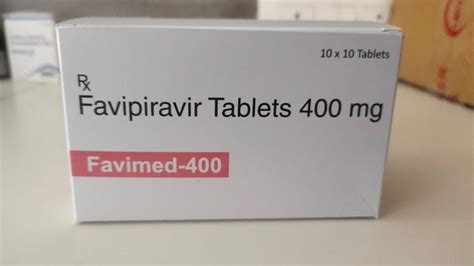 10 x 10 Tablets
Rx
Favipiravir Tablets 400 mg
Favimed-400